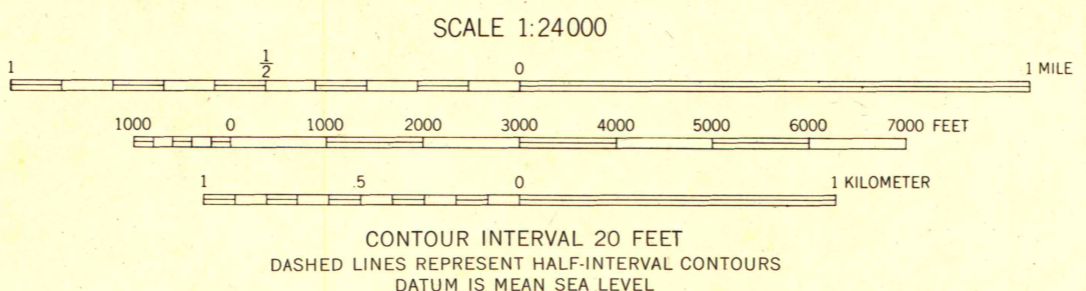 SCALE 1:24000
1 1/2 0 1 MILE
1000 0 1000 2000 3000 4000 5000 6000 7000 FEET
1 .5 0 1 KILOMETER
CONTOUR INTERVAL 20 FEET
DASHED LINES REPRESENT HALF-INTERVAL CONTOURS
DATUM IS MEAN SEA LEVEL